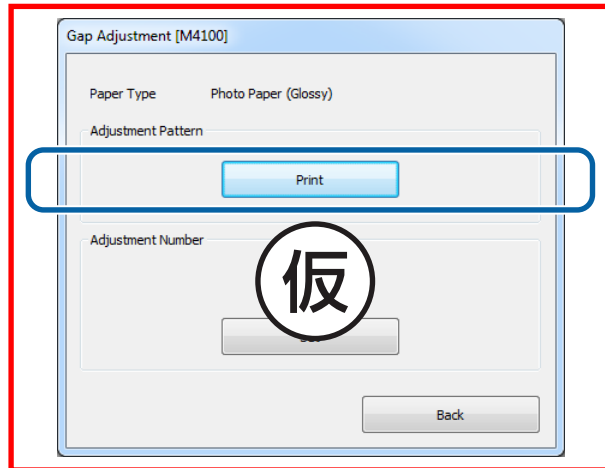 Gap Adjustment [M4100]
Paper Type Photo Paper (Glossy)
Adjustment Pattern
Print
Adjustment Number
仮
Back